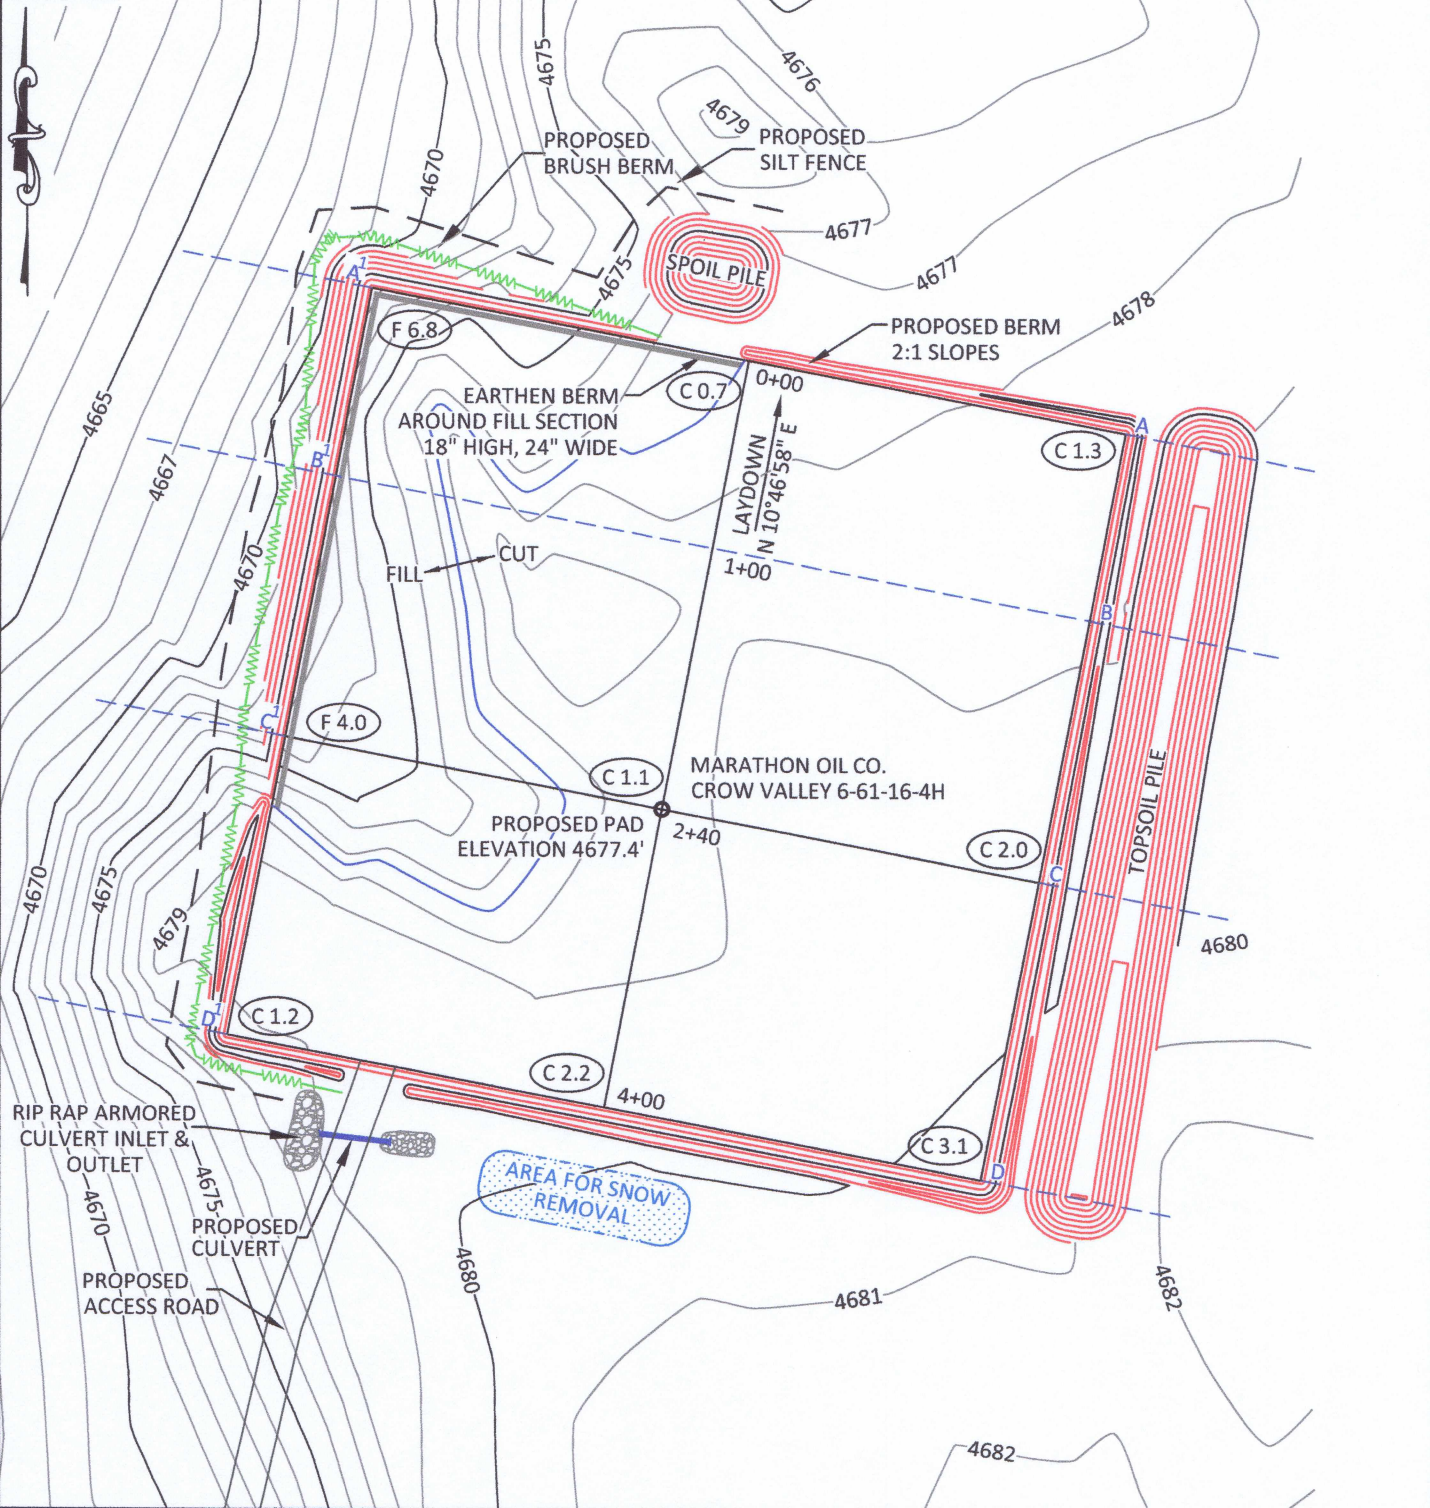 4675
4676
4679
PROPOSED
BRUSH BERM
PROPOSED
SILT FENCE
4670
4677
4675
SPOIL PILE
4677
4678
A1
F 6.8
PROPOSED BERM
2:1 SLOPES
EARTHEN BERM
AROUND FILL SECTION
18" HIGH, 24" WIDE
C 0.7
0+00
4665
A
C 1.3
LAYDOWN
N 10°46'58" E
B1
4667
CUT
FILL
1+00
4670
B
C1
F 4.0
C 1.1
MARATHON OIL CO.
CROW VALLEY 6-61-16-4H
PROPOSED PAD
ELEVATION 4677.4'
2+40
TOPSOIL PILE
C 2.0
C
4670
4675
4679
4680
D1
C 1.2
C 2.2
4+00
RIP RAP ARMORED
CULVERT INLET &
OUTLET
C 3.1
D
AREA FOR SNOW
REMOVAL
4675
4670
PROPOSED
CULVERT
PROPOSED
ACCESS ROAD
4680
4681
4682
4682